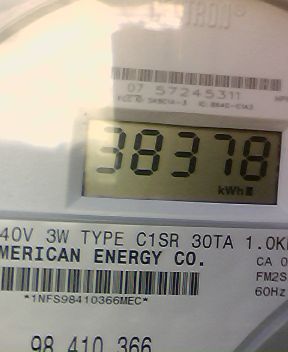 TRON®
07 57245311
38378
kWh
40V 3W TYPE C1SR 30TA 1.0K
MERICAN ENERGY CO.
CA 0
FM2S
*1NFS98410366MEC*
60Hz
98 410 366